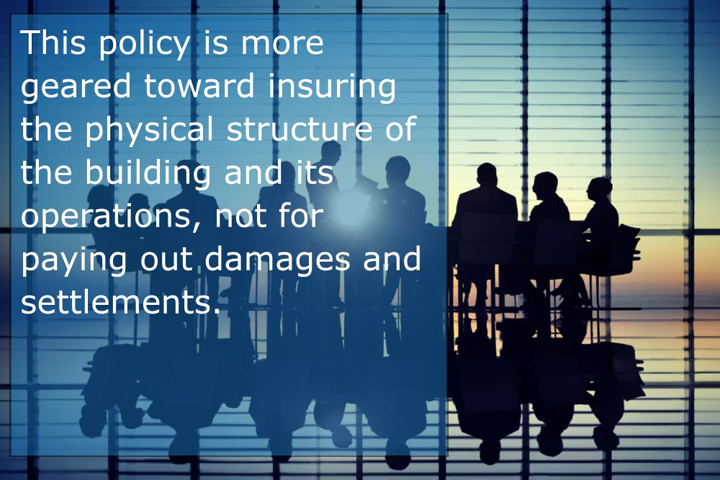 This policy is more
geared toward insuring
the physical structure of
the building and its
operations, not for
paying out damages and
settlements.